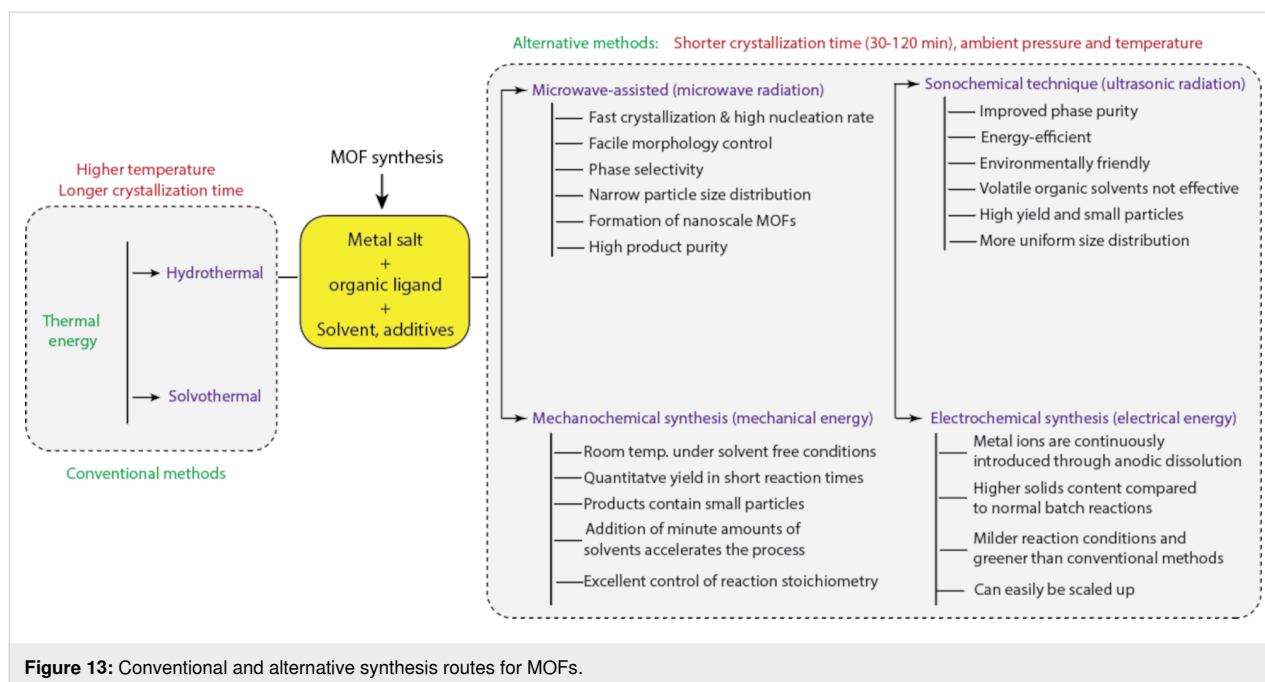 Alternative methods: Shorter crystallization time (30-120 min), ambient pressure and temperature
Higher temperature
Longer crystallization time
Thermal
energy
Hydrothermal
Solvothermal
Conventional methods
MOF synthesis
Metal salt
+
organic ligand
+
Solvent, additives
Microwave-assisted (microwave radiation)
Fast crystallization & high nucleation rate
Facile morphology control
Phase selectivity
Narrow particle size distribution
Formation of nanoscale MOFs
High product purity
Sonochemical technique (ultrasonic radiation)
Improved phase purity
Energy-efficient
Environmentally friendly
Volatile organic solvents not effective
High yield and small particles
More uniform size distribution
Mechanochemical synthesis (mechanical energy)
Room temp. under solvent free conditions
Quantitatve yield in short reaction times
Products contain small particles
Addition of minute amounts of
solvents accelerates the process
Excellent control of reaction stoichiometry
Electrochemical synthesis (electrical energy)
Metal ions are continuously
introduced through anodic dissolution
Higher solids content compared
to normal batch reactions
Milder reaction conditions and
greener than conventional methods
Can easily be scaled up
Figure 13: Conventional and alternative synthesis routes for MOFs.